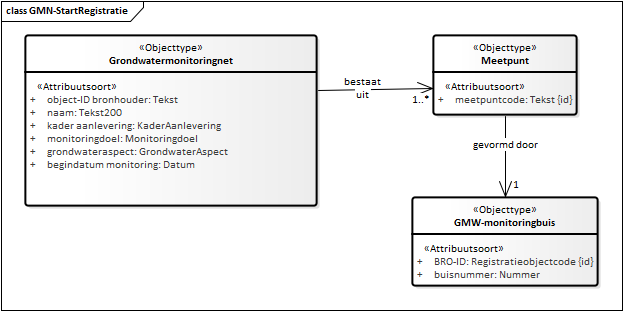 class GMN-StartRegistratie
«Objecttype»
Grondwatermonitoringnet
«Attribuutsoort»
+ object-ID bronhouder: Tekst
+ naam: Tekst200
+ kader aanlevering: KaderAanlevering
+ monitoringdoel: Monitoringdoel
+ grondwateraspect: GrondwaterAspect
+ begindatum monitoring: Datum
bestaat
uit
1..*
«Objecttype»
Meetpunt
«Attribuutsoort»
+ meetpuntcode: Tekst {id}
gevormd door
1
«Objecttype»
GMW-monitoringbuis
«Attribuutsoort»
+ BRO-ID: Registratieobjectcode {id}
+ buisnummer: Nummer